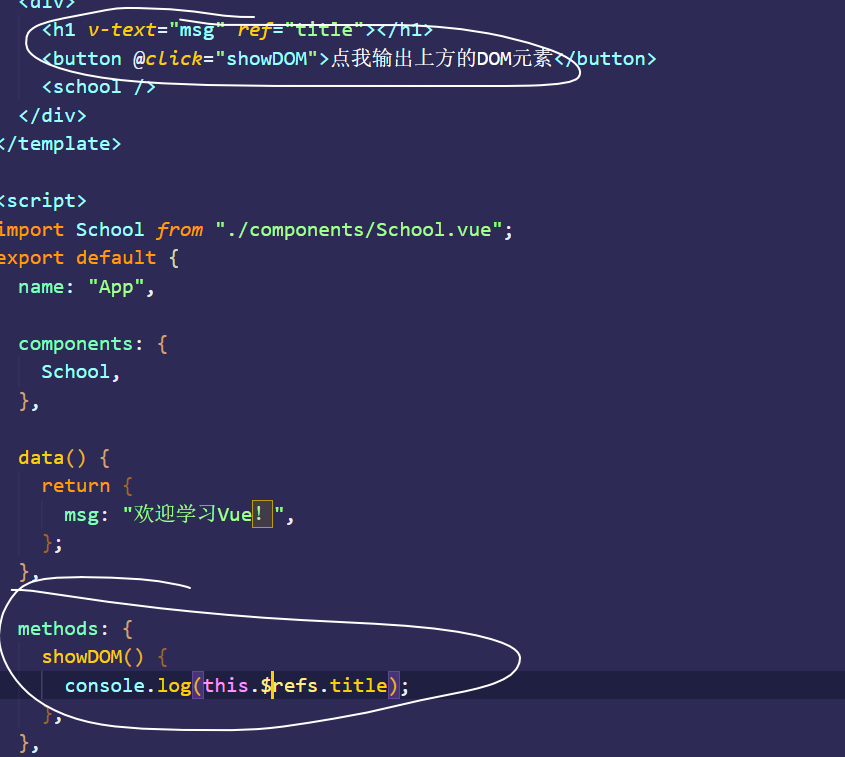 <div>
<h1 v-text="msg" ref="title"></h1>
<button @click="showDOM">点我输出上方的DOM元素</button>
<school />
</div>
</template>
<script>
import School from "./components/School.vue";
export default {
name: "App",
components: {
School,
},
data() {
return {
msg: "欢迎学习Vue！",
};
},
methods: {
showDOM() {
console.log(this.$refs.title);
},
},